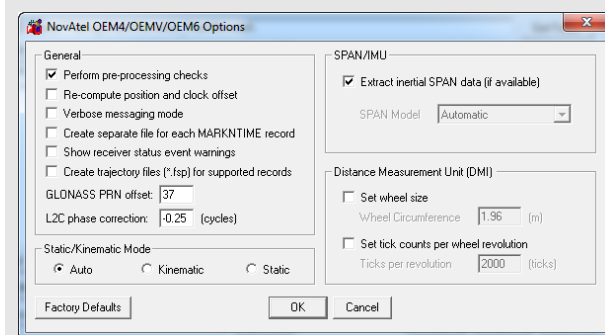 NovAtel OEM4/OEMV/OEM6 Options
General
Perform pre-processing checks
Re-compute position and clock offset
Verbose messaging mode
Create separate file for each MARKNTIME record
Show receiver status event warnings
Create trajectory files (*.fsp) for supported records
GLONASS PRN offset: 37
L2C phase correction: -0.25 (cycles)
Static/Kinematic Mode
Auto Kinematic Static
SPAN/IMU
Extract inertial SPAN data (if available)
SPAN Model Automatic
Distance Measurement Unit (DMI)
Set wheel size
Wheel Circumference 1.96 (m)
Set tick counts per wheel revolution
Ticks per revolution 2000 (ticks)
Factory Defaults OK Cancel